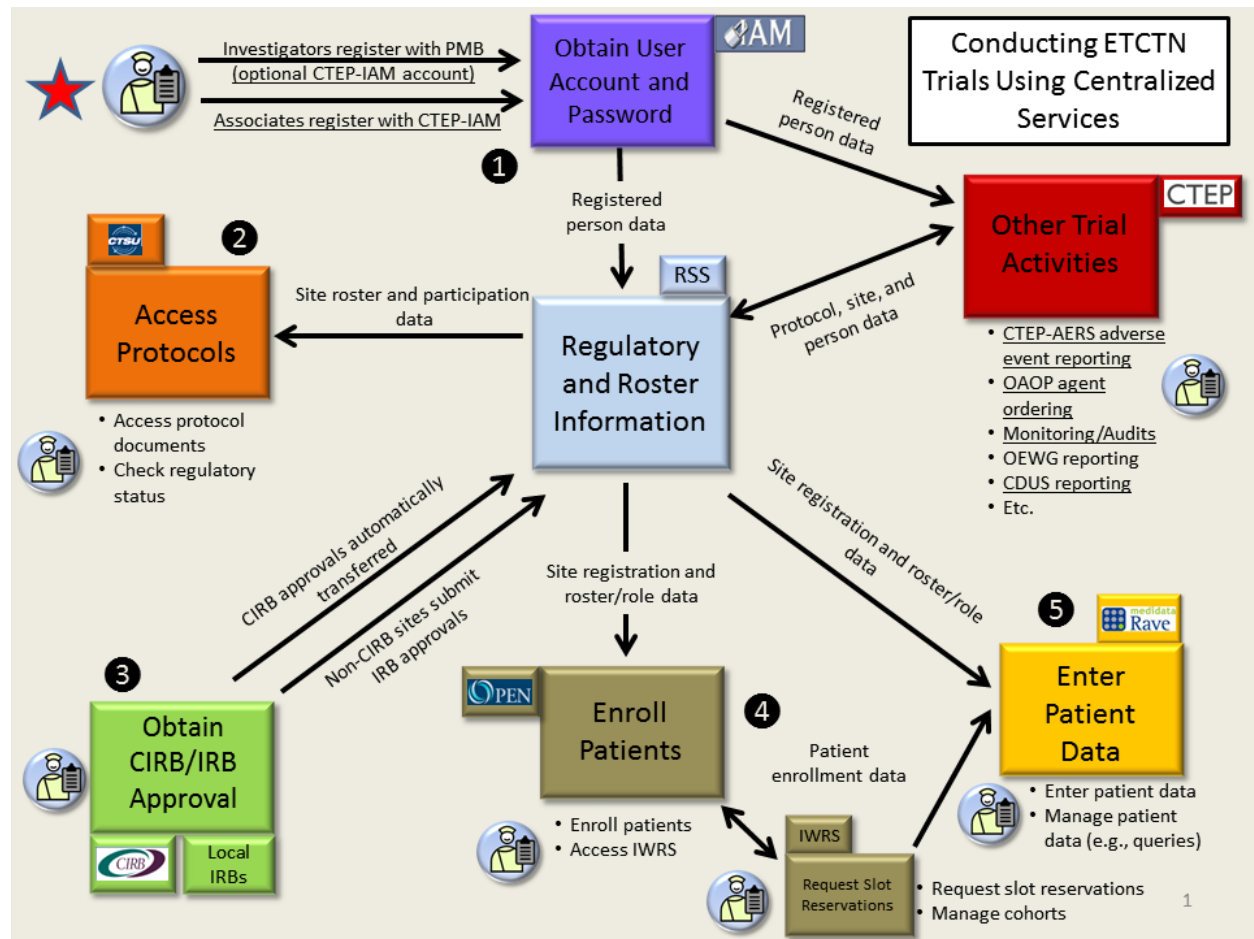 Investigators register with PMB
(optional CTEP-IAM account)
Associates register with CTEP-IAM
Obtain User
Account and
Password
IAM
Conducting ETCTN
Trials Using Centralized
Services
1
Registered
person data
Registered
person data
CTEP
Other Trial
Activities
• CTEP-AERS adverse
event reporting
• OAOP agent
ordering
• Monitoring/Audits
• OEWG reporting
• CDUS reporting
• Etc.
CTSU
2
Access
Protocols
• Access protocol
documents
• Check regulatory
status
Site roster and participation
data
RSS
Regulatory
and Roster
Information
Protocol, site, and
person data
CIRB approvals automatically
transferred
Non-CIRB sites submit
IRB approvals
Site registration and
roster/role data
Site registration and roster/role
data
3
Obtain
CIRB/IRB
Approval
CIRB
Local
IRBs
OPEN
Enroll
Patients
4
• Enroll patients
• Access IWRS
Patient
enrollment data
IWRS
Request Slot
Reservations
• Request slot reservations
• Manage cohorts
5
medidata
Rave
Enter
Patient
Data
• Enter patient data
• Manage patient
data (e.g., queries)
1